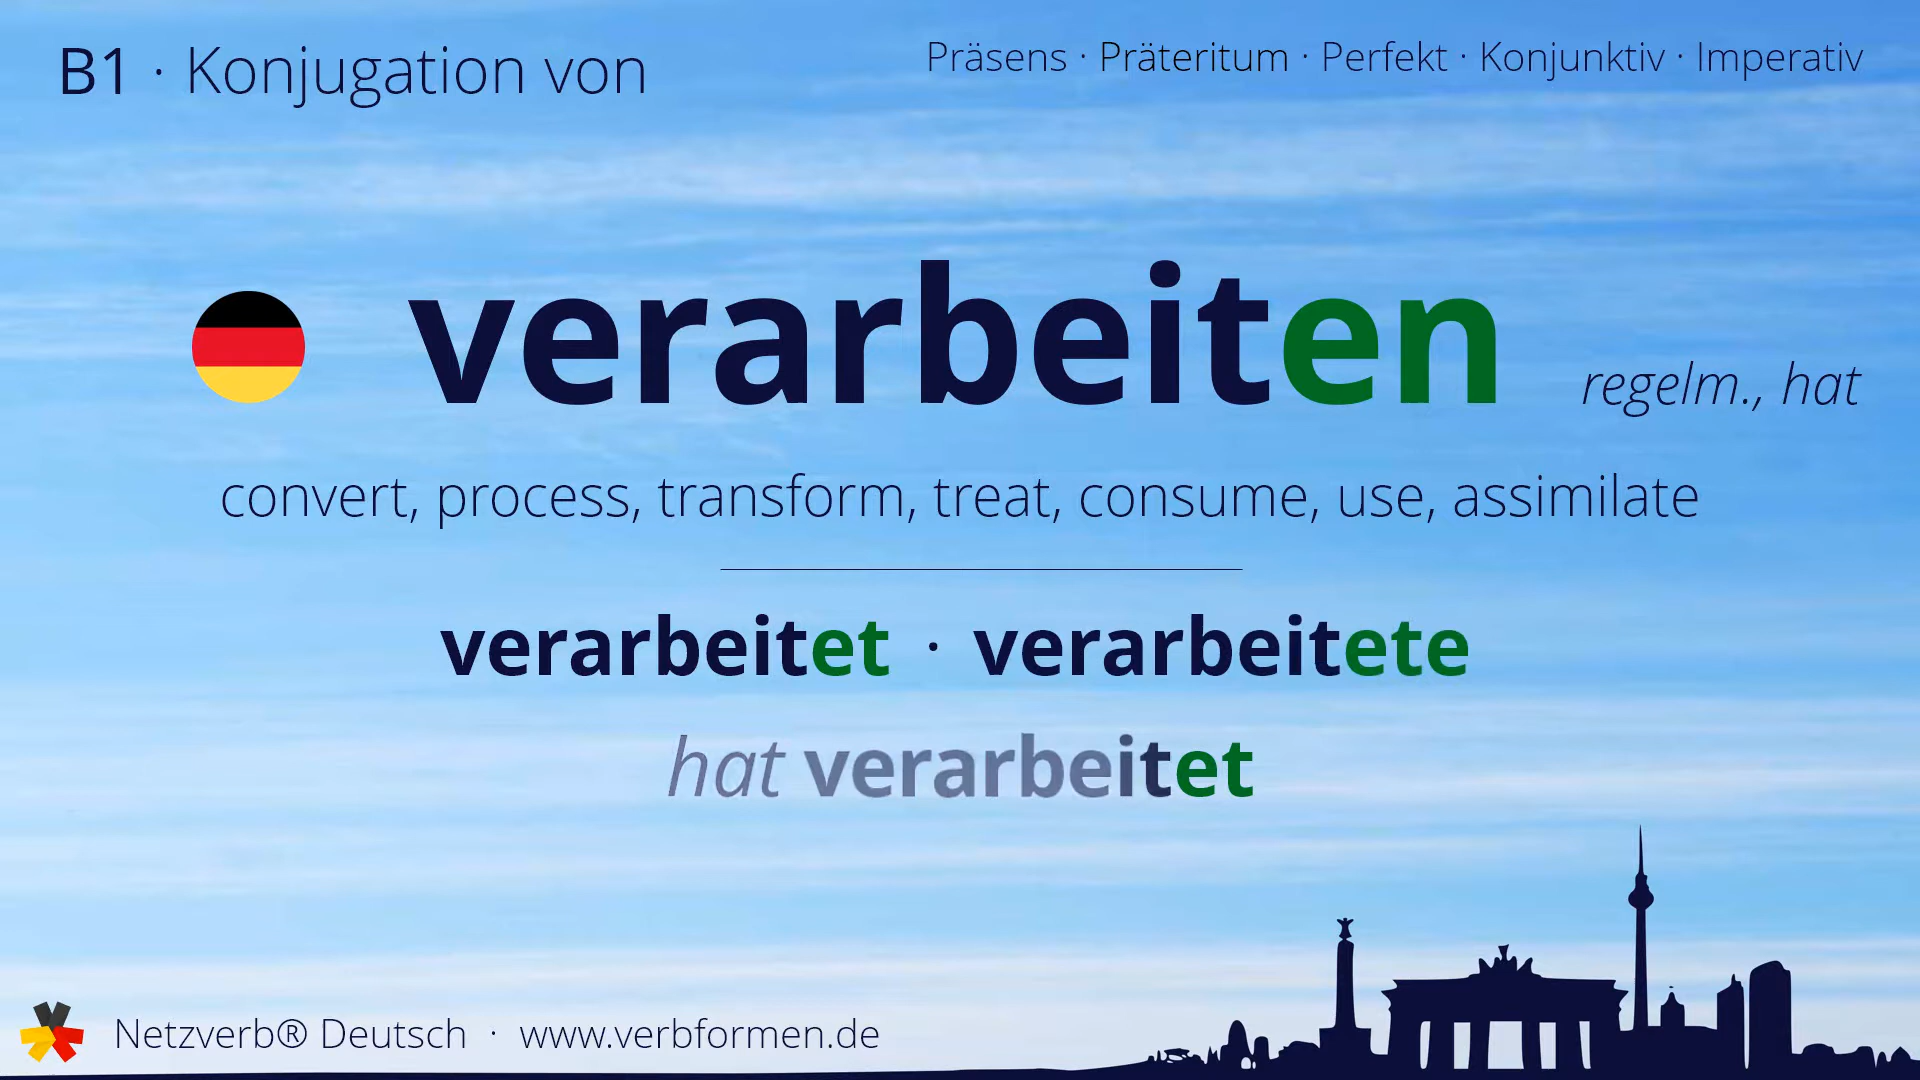 B1 · Konjugation von
Präsens · Präteritum · Perfekt · Konjunktiv · Imperativ
verarbeiten
regelm., hat
convert, process, transform, treat, consume, use, assimilate
verarbeitet · verarbeitete
hat verarbeitet
Netzverb® Deutsch · www.verbformen.de